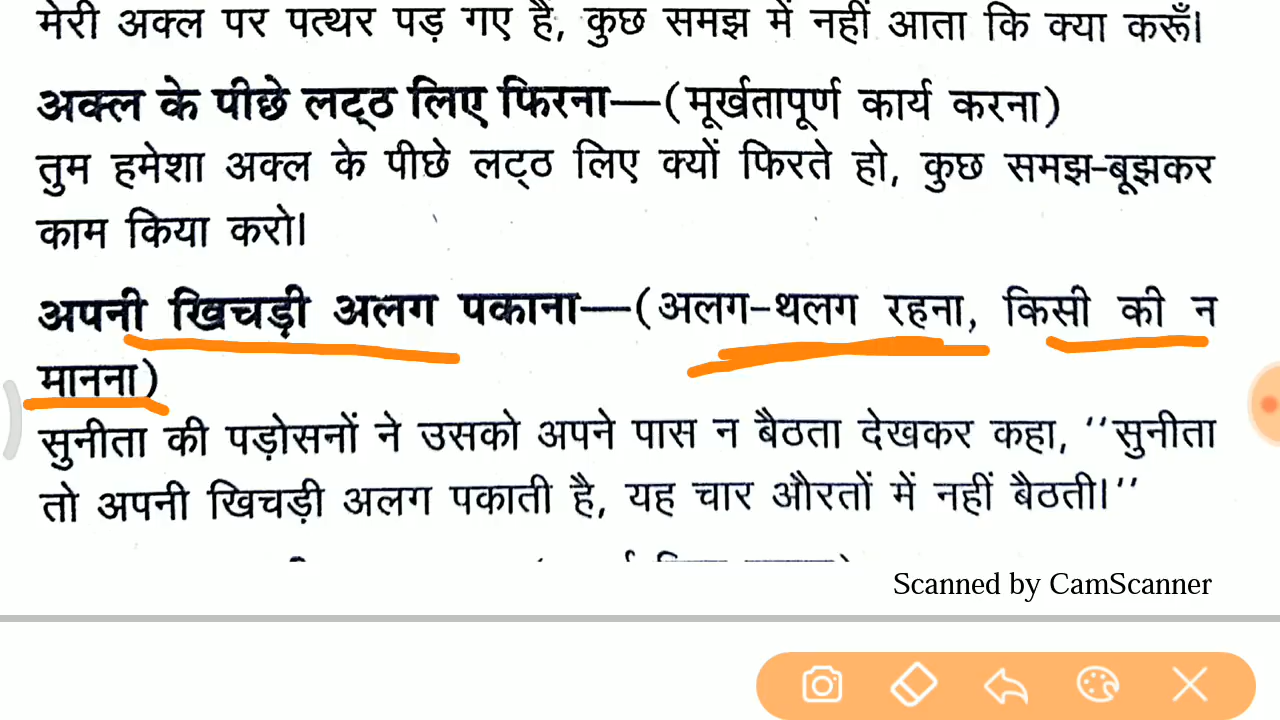 मेरी अक्ल पर पत्थर पड़ गए हैं, कुछ समझ में नहीं आता कि क्या करूँ।
अक्ल के पीछे लट्ठ लिए फिरना—(मूर्खतापूर्ण कार्य करना)
तुम हमेशा अक्ल के पीछे लट्ठ लिए क्यों फिरते हो, कुछ समझ-बूझकर
काम किया करो।
अपनी खिचड़ी अलग पकाना—(अलग-थलग रहना, किसी की न
मानना)
सुनीता की पड़ोसनों ने उसको अपने पास न बैठता देखकर कहा, ‘‘सुनीता
तो अपनी खिचड़ी अलग पकाती है, यह चार औरतों में नहीं बैठती।’’
Scanned by CamScanner